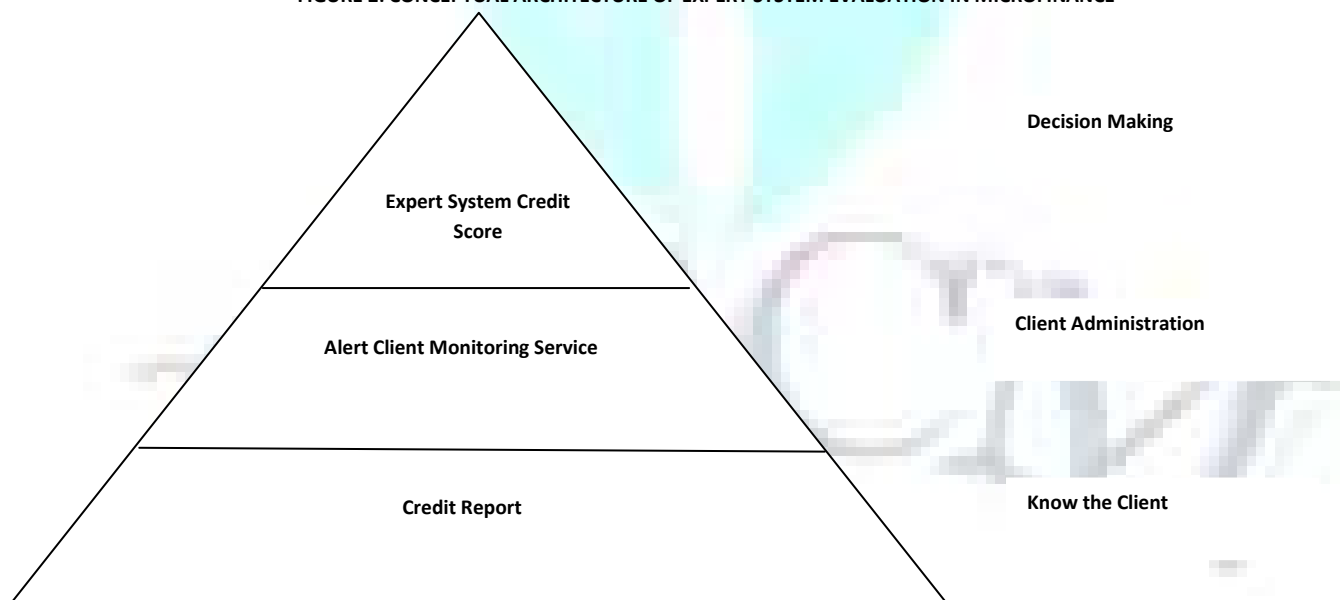 FIGURE 2: CONCEPTUAL ARCHITECTURE OF EXPERT SYSTEM EVALUATION IN MICROFINANCE
Decision Making
Expert System Credit
Score
Client Administration
Alert Client Monitoring Service
Know the Client
Credit Report